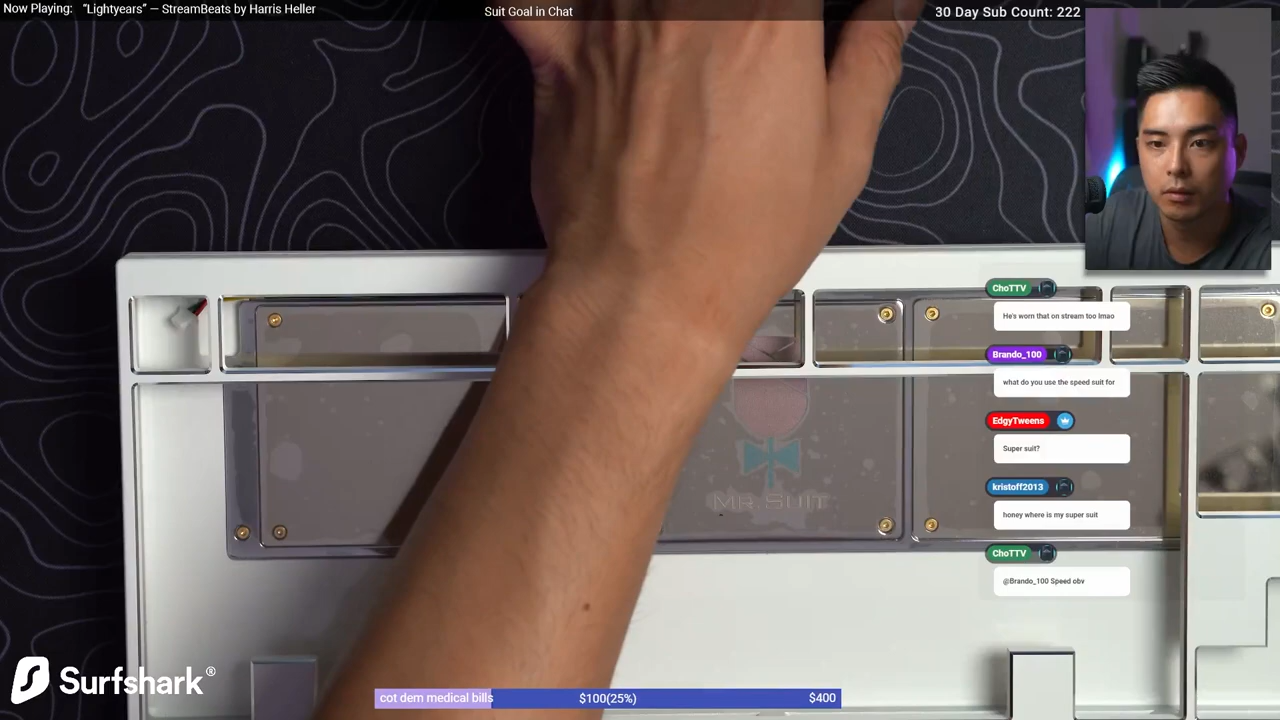 Now Playing: "Lightyears" — StreamBeats by Harris Heller
Suit Goal in Chat
30 Day Sub Count: 222
ChoTTV
He's worn that on stream too lmao
Brando_100
what do you use the speed suit for
EdgyTweens
Super suit?
kristoff2013
honey where is my super suit
ChoTTV
@Brando_100 Speed obv
MR.SUIT
Surfshark®
cot dem medical bills
$100(25%)
$400